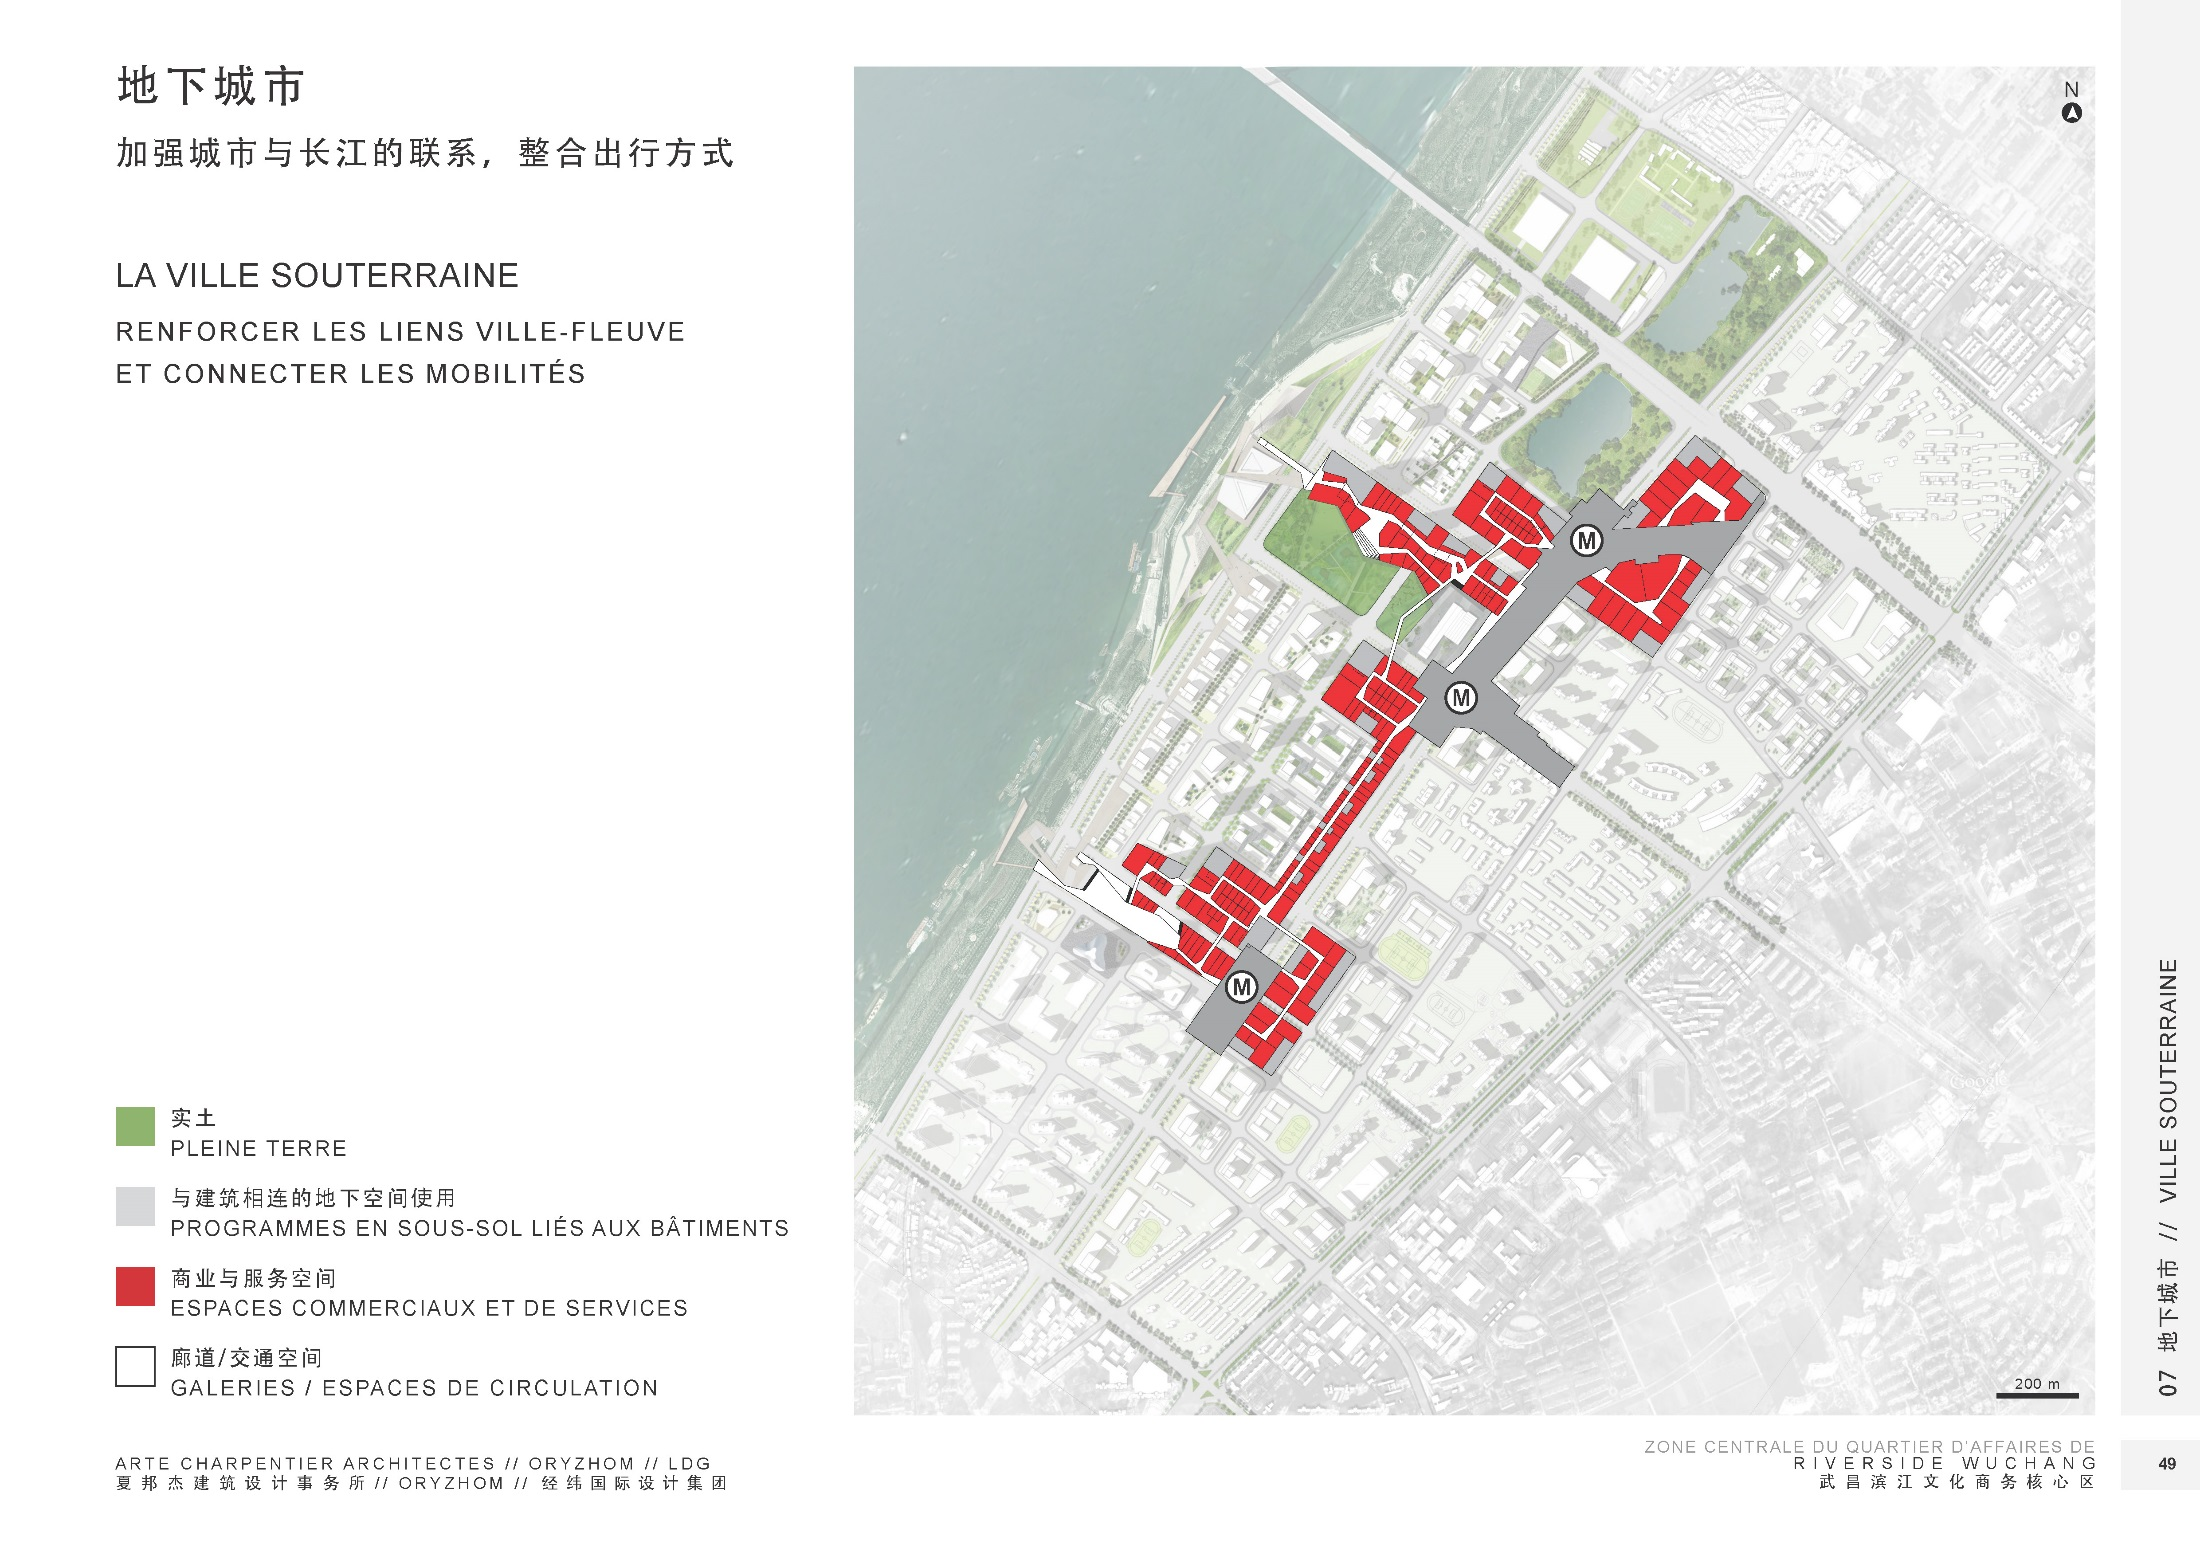 地下城市
加强城市与长江的联系，整合出行方式
LA VILLE SOUTERRAINE
RENFORCER LES LIENS VILLE-FLEUVE
ET CONNECTER LES MOBILITÉS
实土
PLEINE TERRE
与建筑相连的地下空间使用
PROGRAMMES EN SOUS-SOL LIÉS AUX BÂTIMENTS
商业与服务空间
ESPACES COMMERCIAUX ET DE SERVICES
廊道/交通空间
GALERIES / ESPACES DE CIRCULATION
N
M
M
M
Google
200 m
07 地下城市 // VILLE SOUTERRAINE
ARTE CHARPENTIER ARCHITECTES // ORYZHOM // LDG
夏邦杰建筑设计事务所 // ORYZHOM // 经纬国际设计集团
ZONE CENTRALE DU QUARTIER D'AFFAIRES DE
RIVERSIDE WUCHANG
武昌滨江文化商务核心区
49